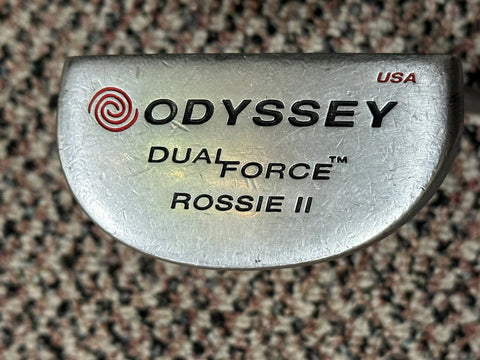 USA
ODYSSEY
DUAL FORCE™
ROSSIE II